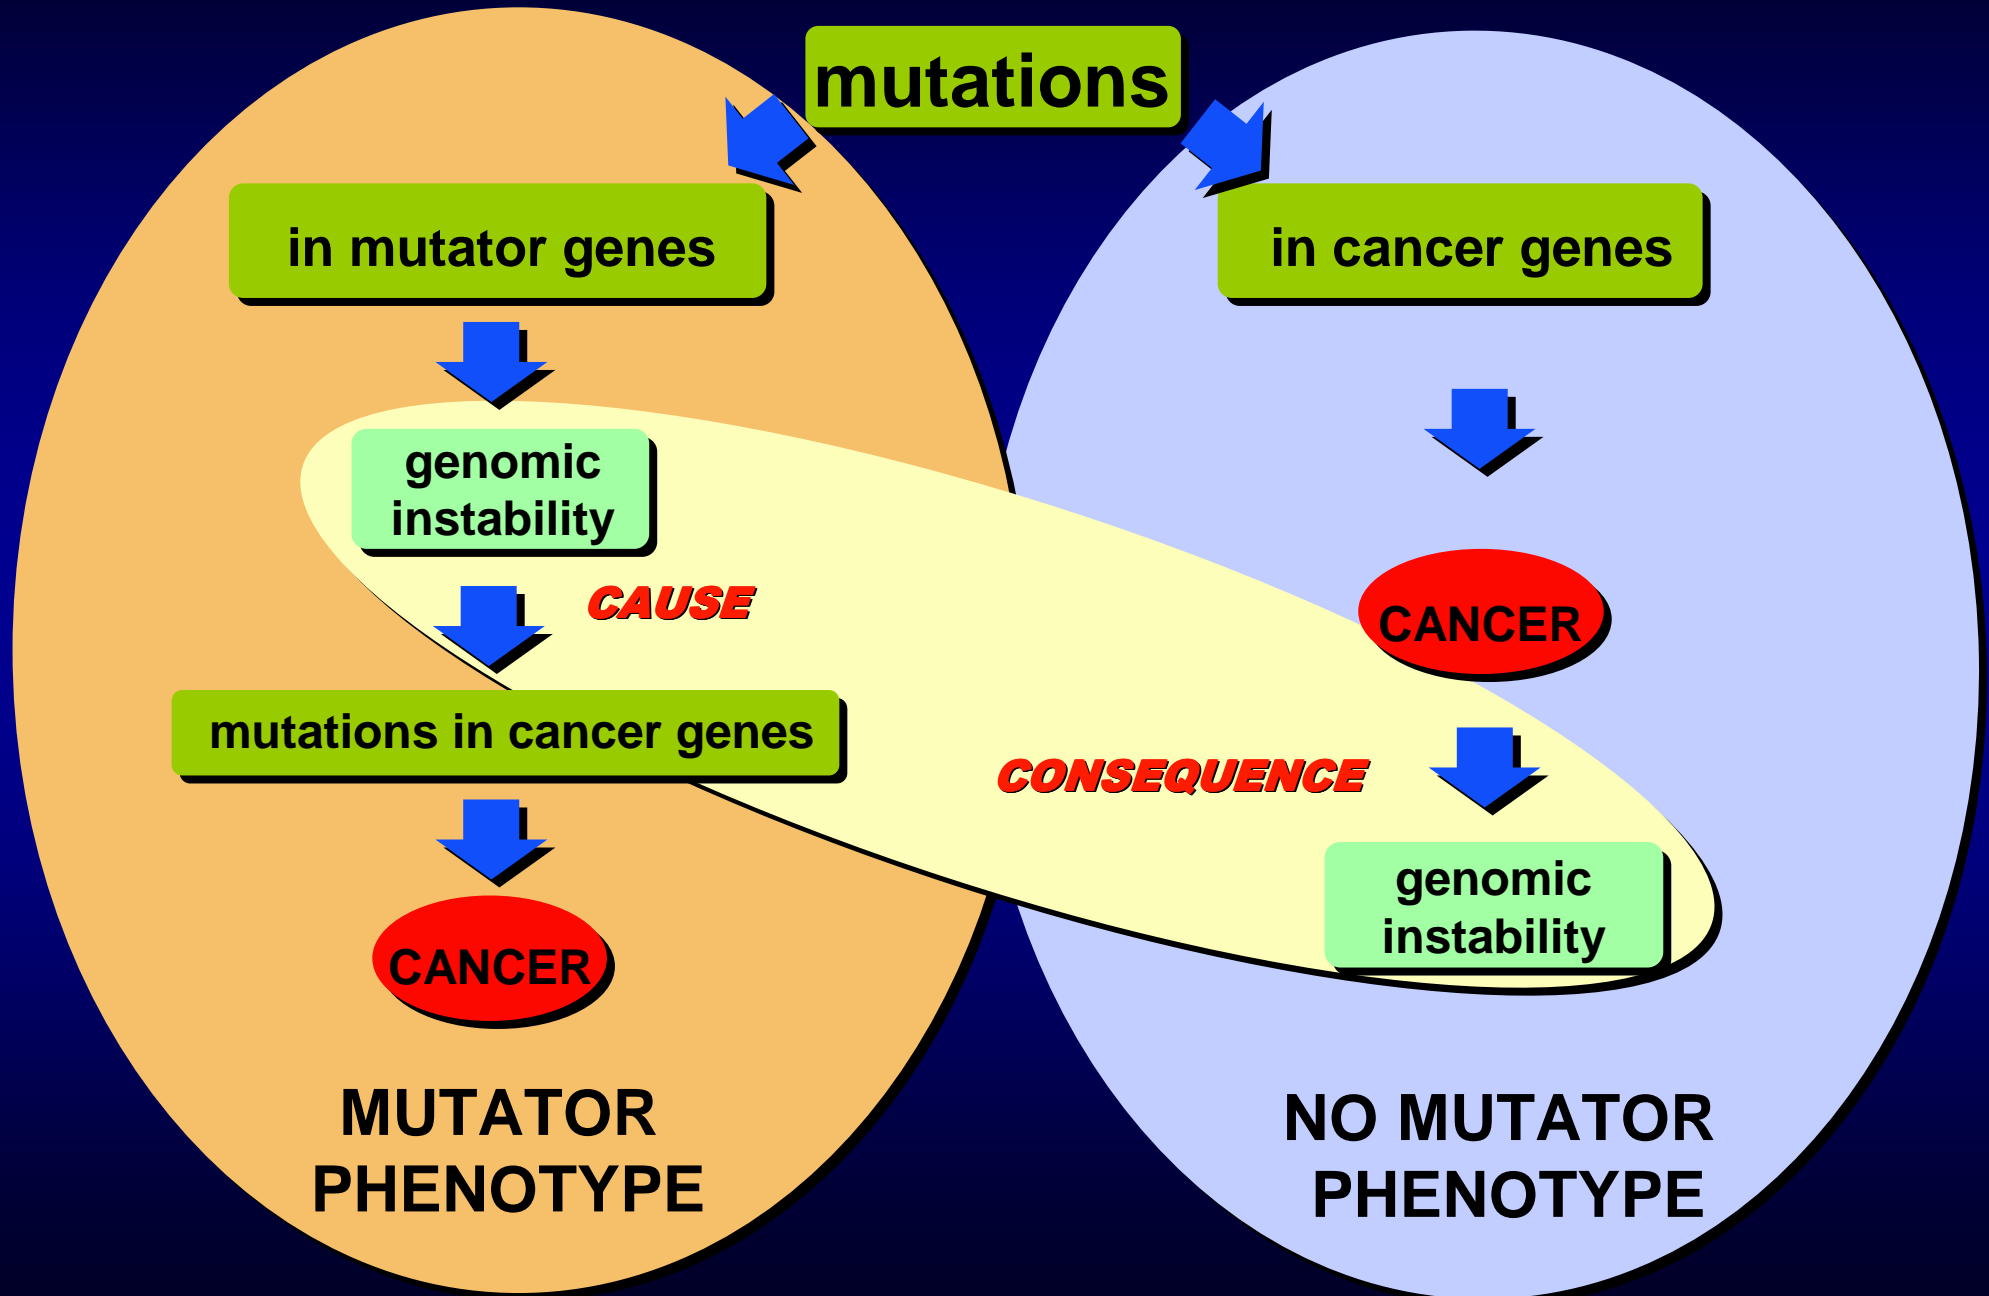 mutations
in mutator genes
genomic
instability
CAUSE
mutations in cancer genes
CANCER
MUTATOR
PHENOTYPE
in cancer genes
CANCER
CONSEQUENCE
genomic
instability
NO MUTATOR
PHENOTYPE